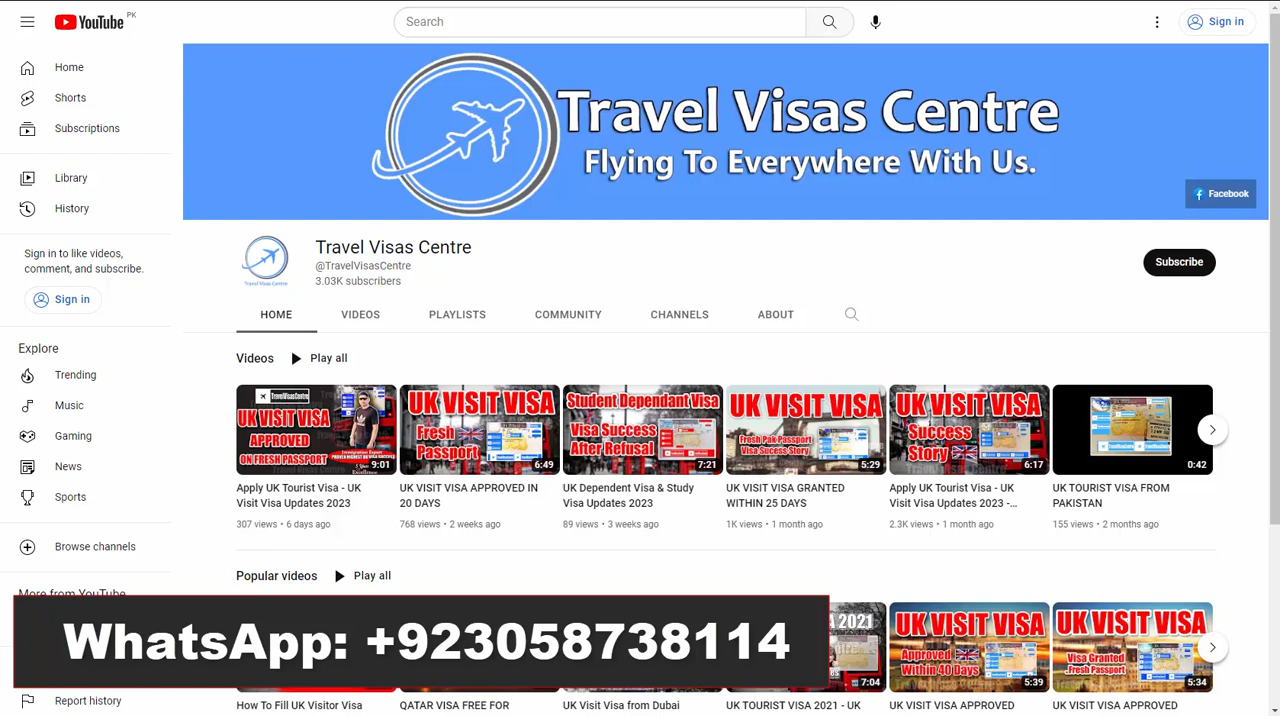 YouTube PK
Search
Sign in
Home
Shorts
Subscriptions
Library
History
Sign in to like videos,
comment, and subscribe.
Sign in
Explore
Trending
Music
Gaming
News
Sports
Browse channels
More from YouTube
Report history
Travel Visas Centre
Flying To Everywhere With Us.
Facebook
Travel Visas Centre
Travel Visas Centre
@TravelVisasCentre
3.03K subscribers
Subscribe
HOME
VIDEOS
PLAYLISTS
COMMUNITY
CHANNELS
ABOUT
Videos
Play all
TravelVisasCentre
UK VISIT VISA
APPROVED
ON FRESH PASSPORT
9:01
Apply UK Tourist Visa - UK
Visit Visa Updates 2023
307 views • 6 days ago
UK VISIT VISA
Fresh
Passport
6:49
UK VISIT VISA APPROVED IN
20 DAYS
768 views • 2 weeks ago
Student Dependant Visa
Visa Success
After Refusal
7:21
UK Dependent Visa & Study
Visa Updates 2023
89 views • 3 weeks ago
UK VISIT VISA
Fresh Pak Passport
Visa Sucess Story
5:29
UK VISIT VISA GRANTED
WITHIN 25 DAYS
1K views • 1 month ago
UK VISIT VISA
Success
Story
6:17
Apply UK Tourist Visa - UK
Visit Visa Updates 2023 -...
2.3K views • 1 month ago
0:42
UK TOURIST VISA FROM
PAKISTAN
155 views • 2 months ago
Popular videos
Play all
WhatsApp: +923058738114
How To Fill UK Visitor Visa
QATAR VISA FREE FOR
UK Visit Visa from Dubai
2021
7:04
UK TOURIST VISA 2021 - UK
UK VISIT VISA
Approved
Within 40 Days
5:39
UK VISIT VISA APPROVED
UK VISIT VISA
Visa Granted
Fresh Passport
5:34
UK VISIT VISA APPROVED